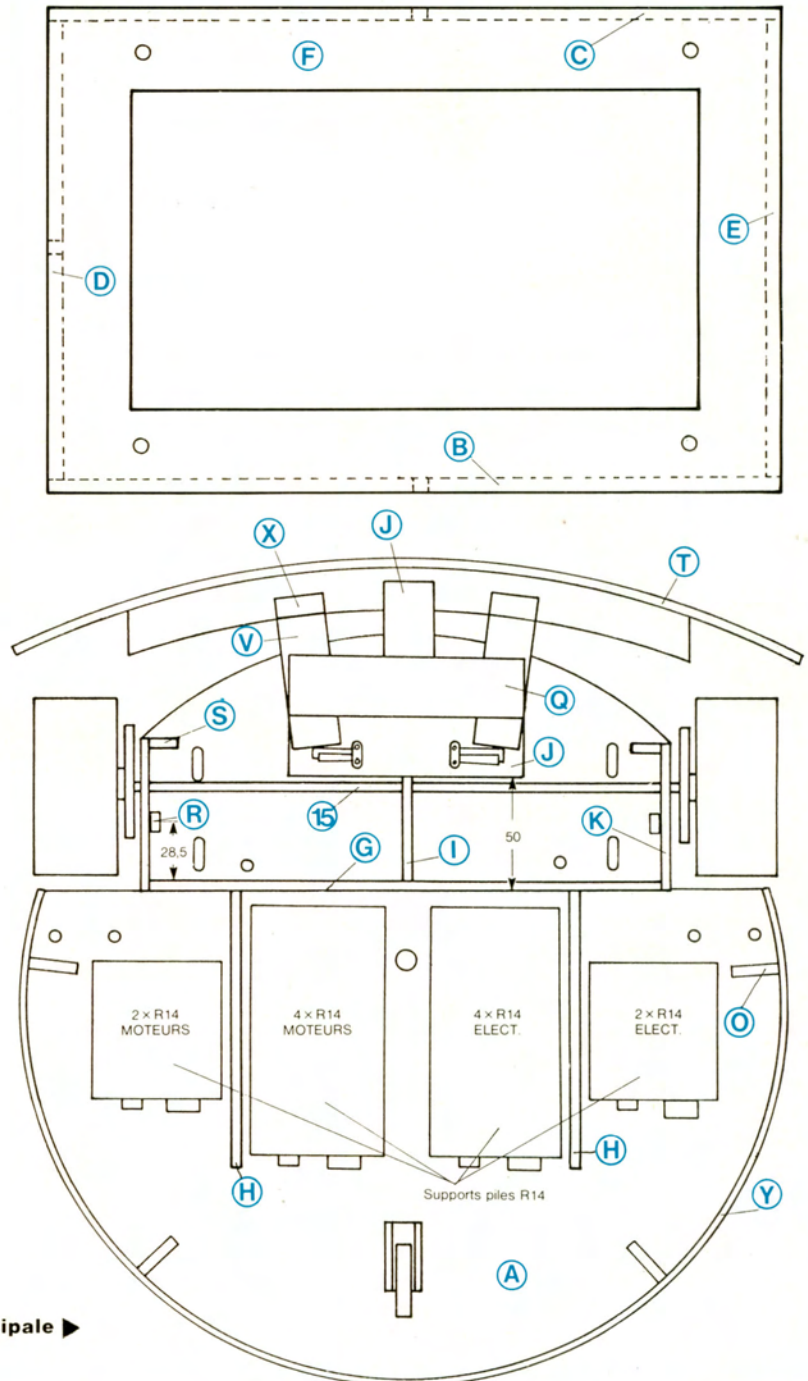 F
C
E
D
B
J
X
T
V
Q
S
J
R
15
K
28,5
G
I
50
2 × R14
MOTEURS
4 × R14
MOTEURS
4 × R14
ELECT.
2 × R14
ELECT.
O
H
H
Supports piles R14
Y
A
ipale ▶